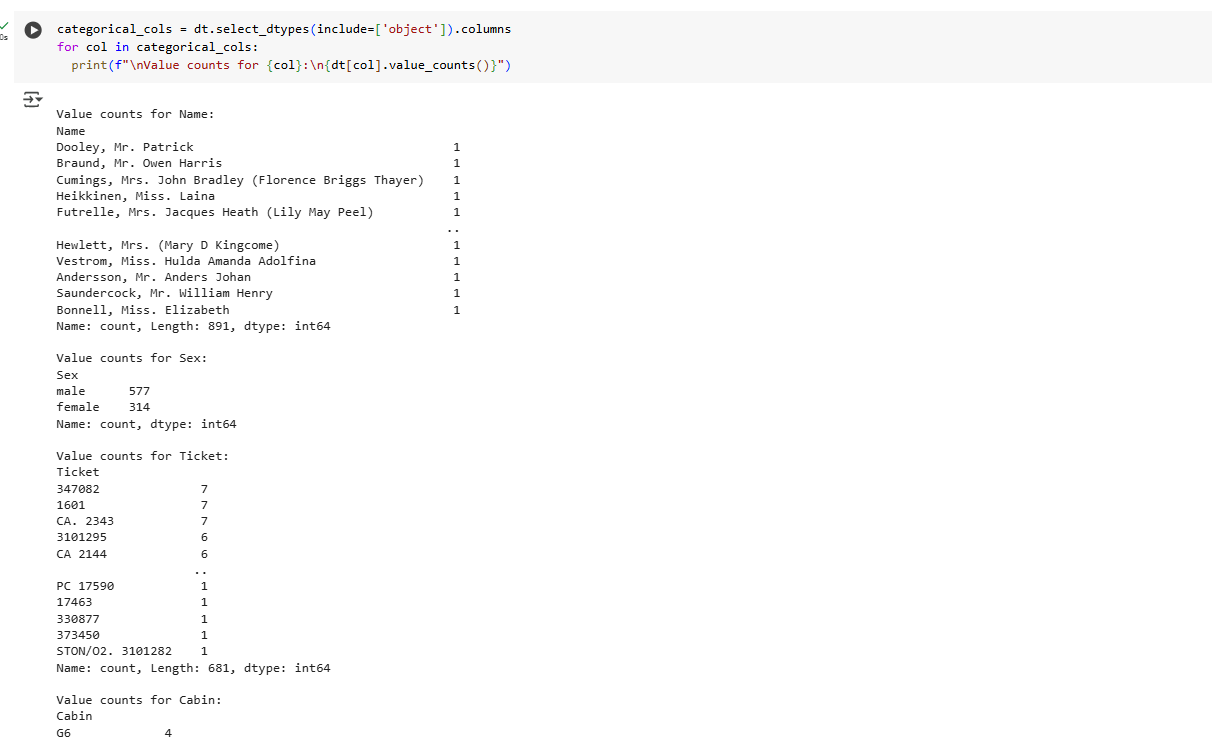 categorical_cols = dt.select_dtypes(include=['object']).columns
for col in categorical_cols:
  print(f"\nValue counts for {col}:\n{dt[col].value_counts()}")
0s
Value counts for Name:
Name
Dooley, Mr. Patrick                                    1
Braund, Mr. Owen Harris                                1
Cumings, Mrs. John Bradley (Florence Briggs Thayer)    1
Heikkinen, Miss. Laina                                 1
Futrelle, Mrs. Jacques Heath (Lily May Peel)           1
                                                      ..
Hewlett, Mrs. (Mary D Kingcome)                        1
Vestrom, Miss. Hulda Amanda Adolfina                   1
Andersson, Mr. Anders Johan                            1
Saundercock, Mr. William Henry                         1
Bonnell, Miss. Elizabeth                               1
Name: count, Length: 891, dtype: int64
Value counts for Sex:
Sex
male      577
female    314
Name: count, dtype: int64
Value counts for Ticket:
Ticket
347082              7
1601                7
CA. 2343            7
3101295             6
CA 2144             6
                   ..
PC 17590            1
17463               1
330877              1
373450              1
STON/O2. 3101282    1
Name: count, Length: 681, dtype: int64
Value counts for Cabin:
Cabin
G6             4